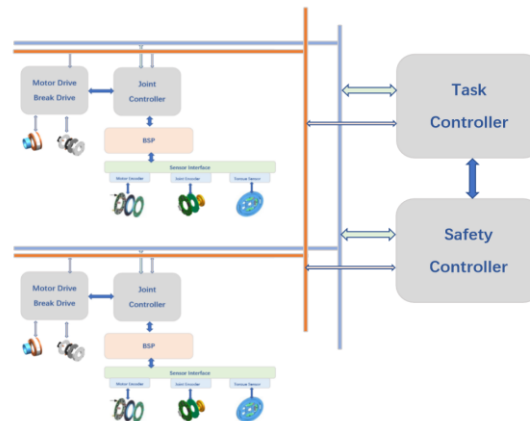 Motor Drive
Break Drive
Joint
Controller
BSP
Sensor Interface
Motor Encoder
Joint Encoder
Torque Sensor
Task
Controller
Safety
Controller
Motor Drive
Break Drive
Joint
Controller
BSP
Sensor Interface
Motor Encoder
Joint Encoder
Torque Sensor